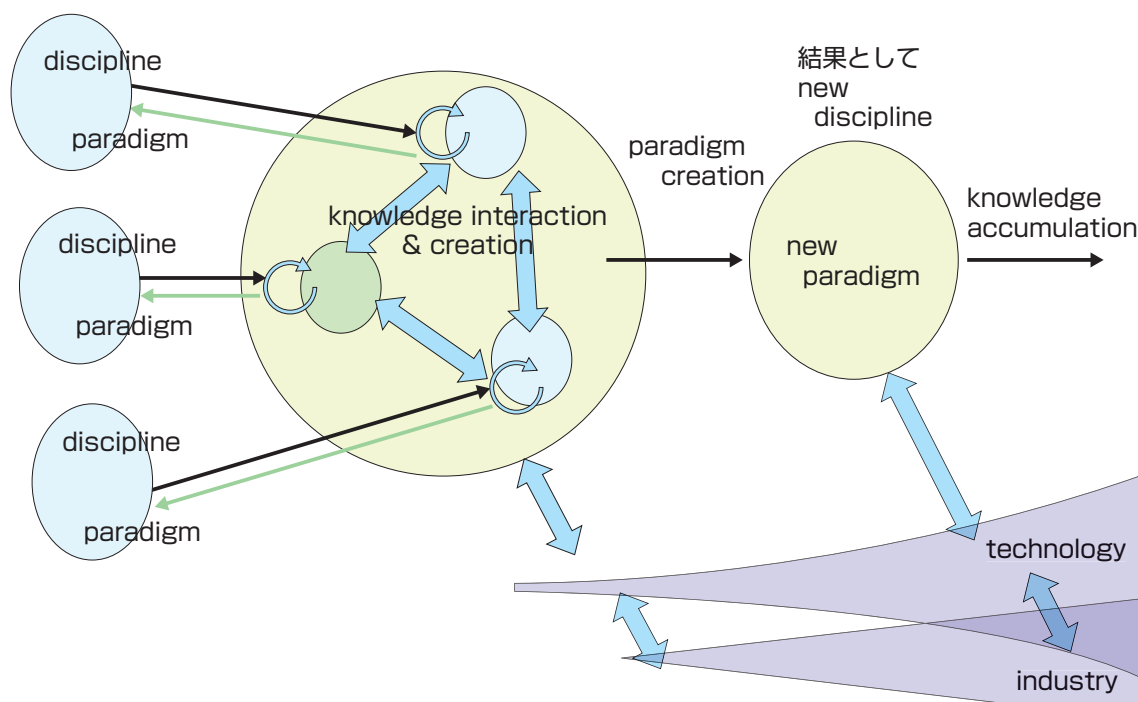 discipline
paradigm
discipline
paradigm
discipline
paradigm
knowledge interaction
& creation
paradigm
creation
結果として
new
discipline
new
paradigm
knowledge
accumulation
technology
industry